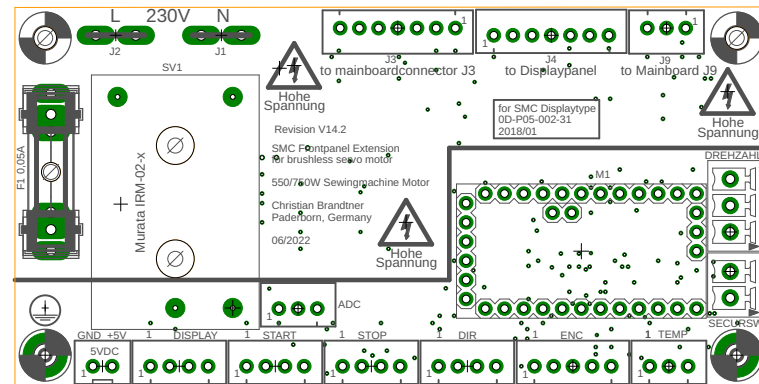 L 230V N
J2
J1
SV1
J3
1
to mainboardconnector J3
1
J4
to Displaypanel
J9
1
to Mainboard J9
Hohe
Spannung
for SMC Displaytype
0D-P05-002-31
2018/01
Hohe
Spannung
Revision V14.2
SMC Frontpanel Extension
for brushless servo motor
550/750W Sewingmachine Motor
Christian Brandtner
Paderborn, Germany
06/2022
Murata IRM-02-x
F1 0,05A
Hohe
Spannung
M1
DREHZAHL
SECURSW
1
ADC
GND +5V
5VDC
1
1 DISPLAY
1
1 START
1
1 STOP
1
1 DIR
1
1 ENC
1
1 TEMP
1